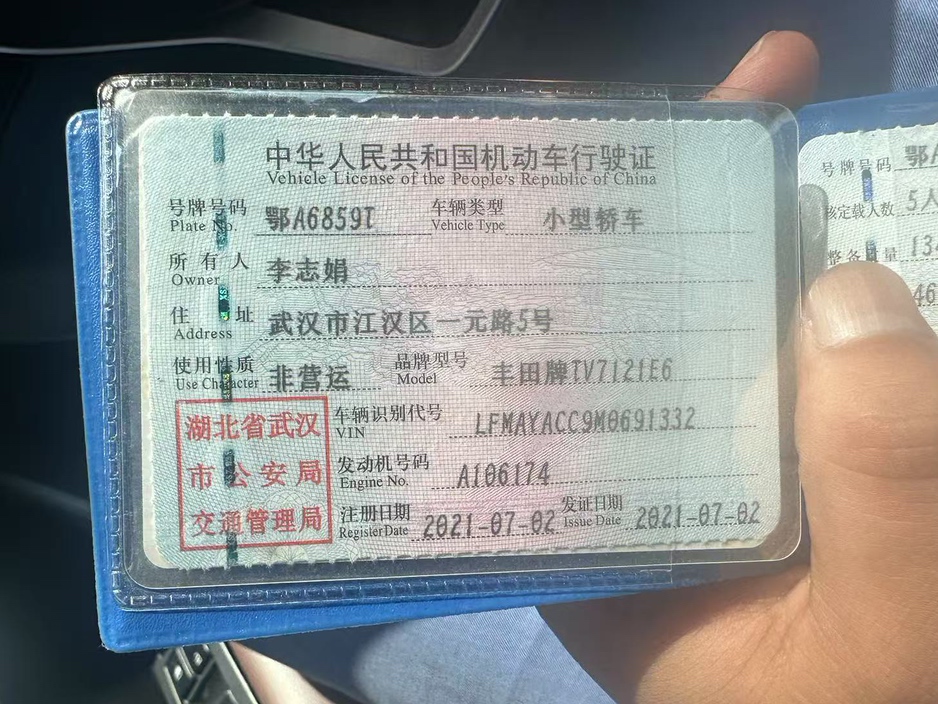 中华人民共和国机动车行驶证
Vehicle License of the People's Republic of China
号牌号码 鄂A6859T 车辆类型 小型轿车
Plate No. Vehicle Type
所有人 李志娟
Owner
住址 武汉市江汉区一元路5号
Address
使用性质 非营运 品牌型号 丰田牌TV7121E6
Use Character Model
湖北省武汉
市公安局
交通管理局
车辆识别代号 LFMAYACC9M0691332
VIN
发动机号码 A106174
Engine No.
注册日期 2021-07-02 发证日期 2021-07-02
Register Date Issue Date
号牌号码 鄂A
核定载人数 5人
整备质量 134
46